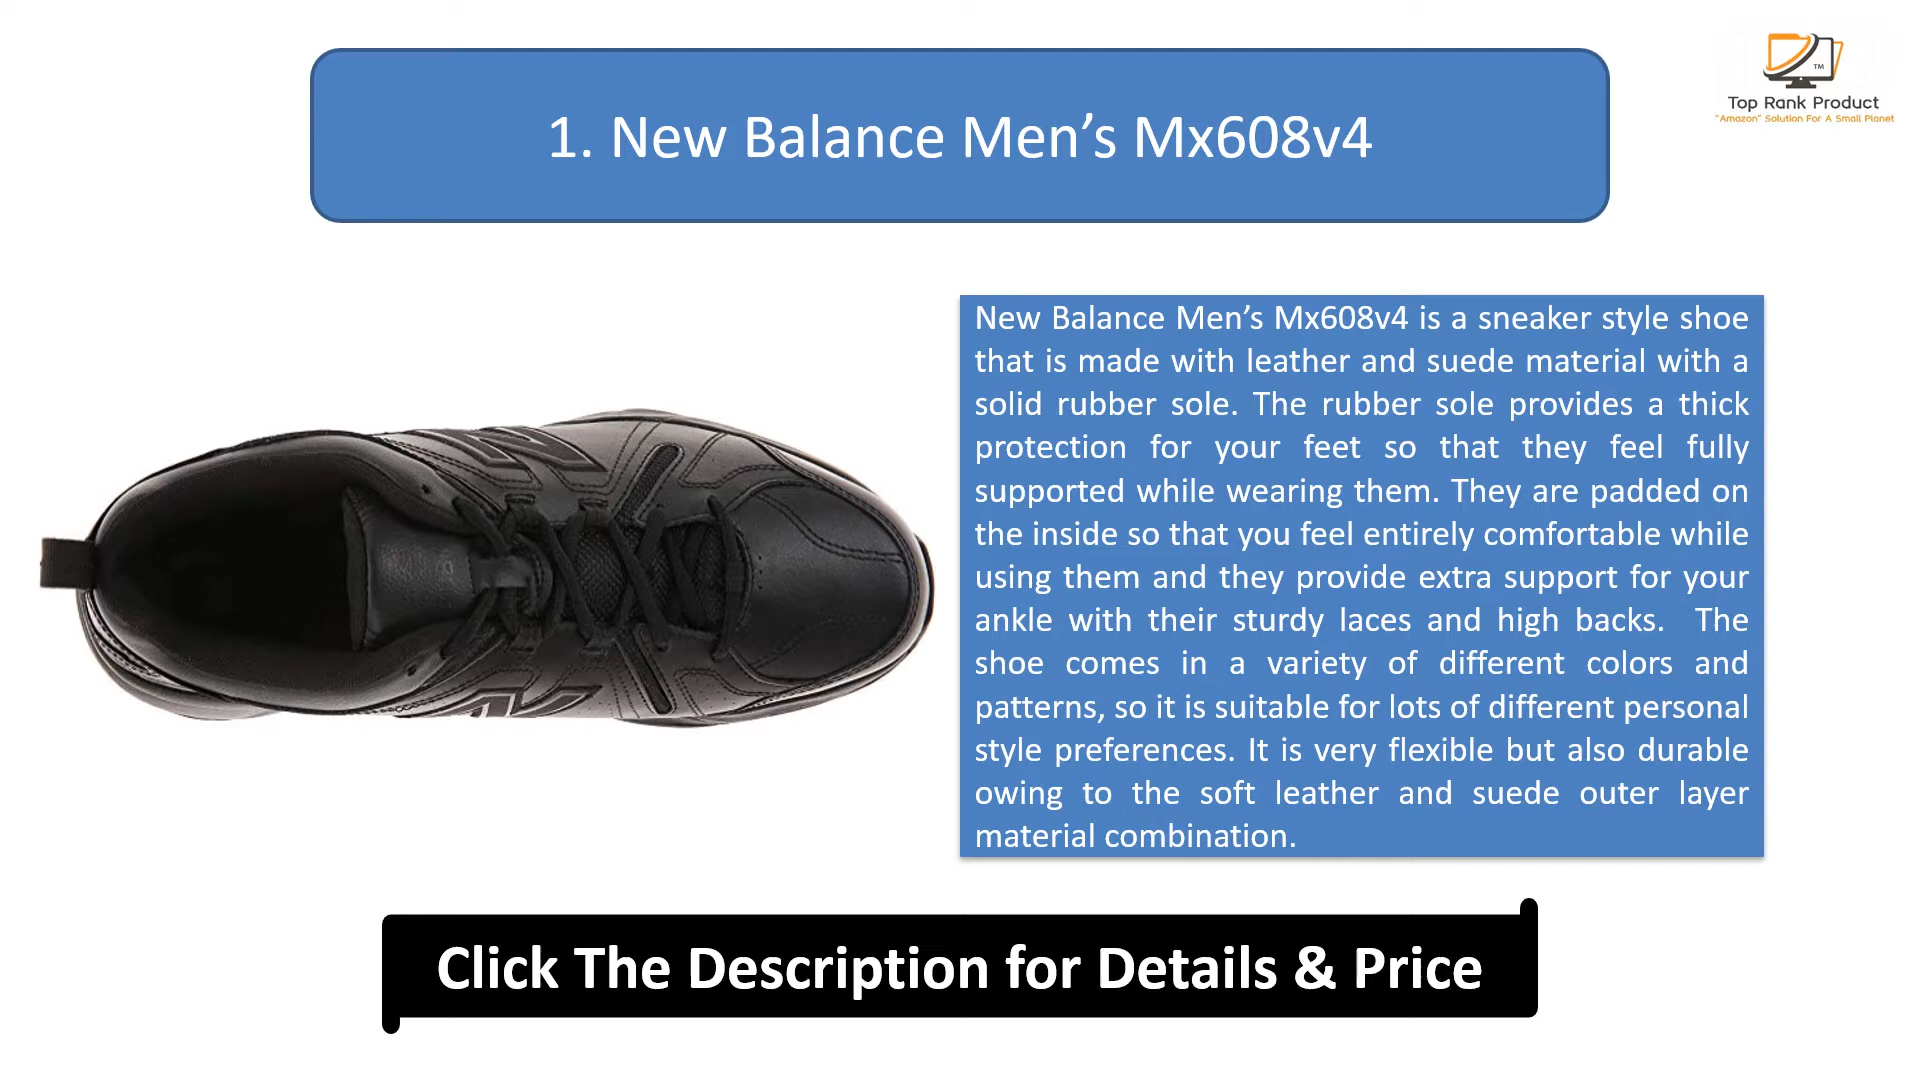 1. New Balance Men’s Mx608v4
TM
Top Rank Product
"Amazon" Solution For A Small Planet
New Balance Men’s Mx608v4 is a sneaker style shoe
that is made with leather and suede material with a
solid rubber sole. The rubber sole provides a thick
protection for your feet so that they feel fully
supported while wearing them. They are padded on
the inside so that you feel entirely comfortable while
using them and they provide extra support for your
ankle with their sturdy laces and high backs. The
shoe comes in a variety of different colors and
patterns, so it is suitable for lots of different personal
style preferences. It is very flexible but also durable
owing to the soft leather and suede outer layer
material combination.
Click The Description for Details & Price